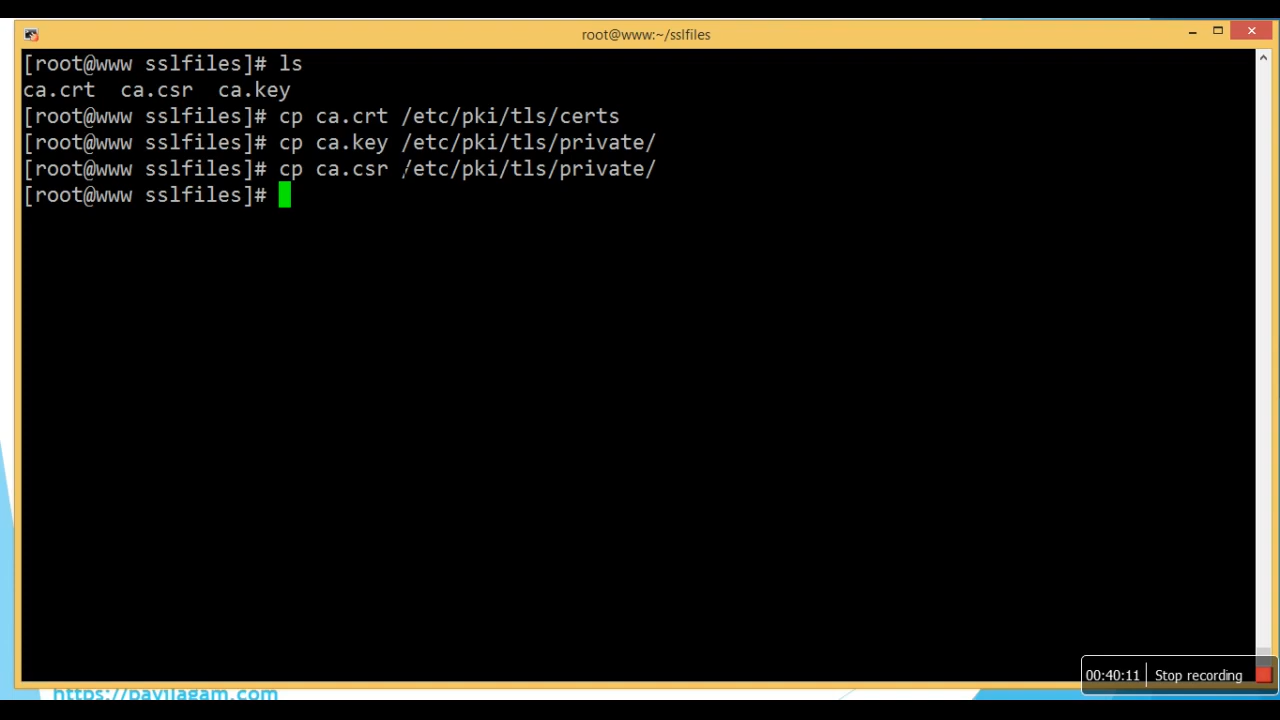 root@www:~/sslfiles
[root@www sslfiles]# ls
ca.crt  ca.csr  ca.key
[root@www sslfiles]# cp ca.crt /etc/pki/tls/certs
[root@www sslfiles]# cp ca.key /etc/pki/tls/private/
[root@www sslfiles]# cp ca.csr /etc/pki/tls/private/
[root@www sslfiles]#
00:40:11 Stop recording
https://payilagam.com